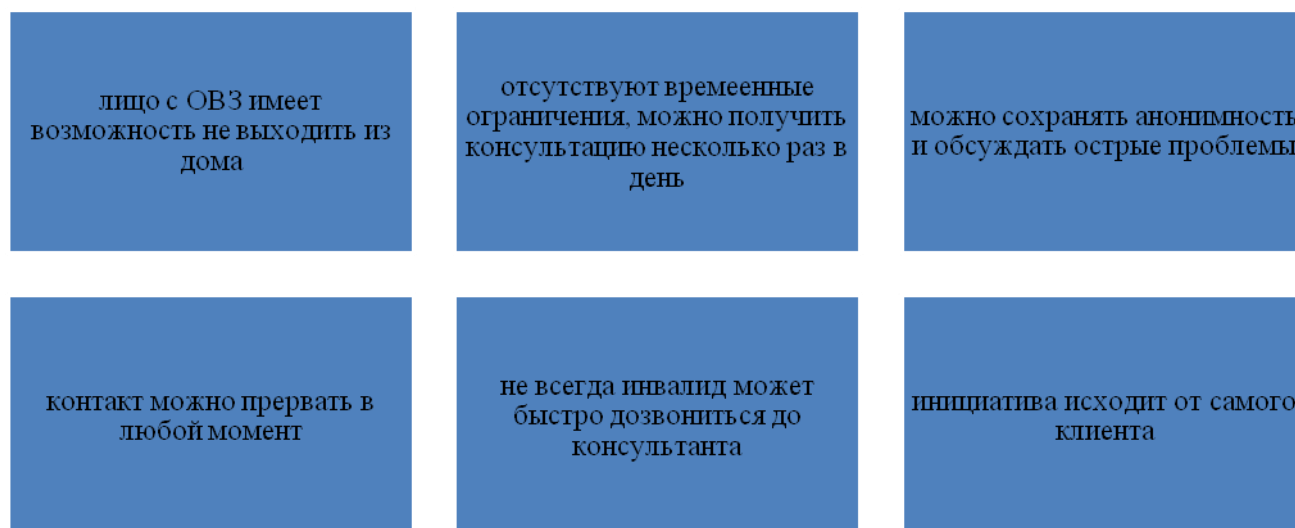 лицо с ОВЗ имеет
возможность не выходить из
дома
отсутствуют времеенные
ограничения, можно получить
консультацию несколько раз в
день
можно сохранять анонимность
и обсуждать острые проблемы
контакт можно прервать в
любой момент
не всегда инвалид может
быстро дозвониться до
консультанта
инициатива исходит от самого
клиента